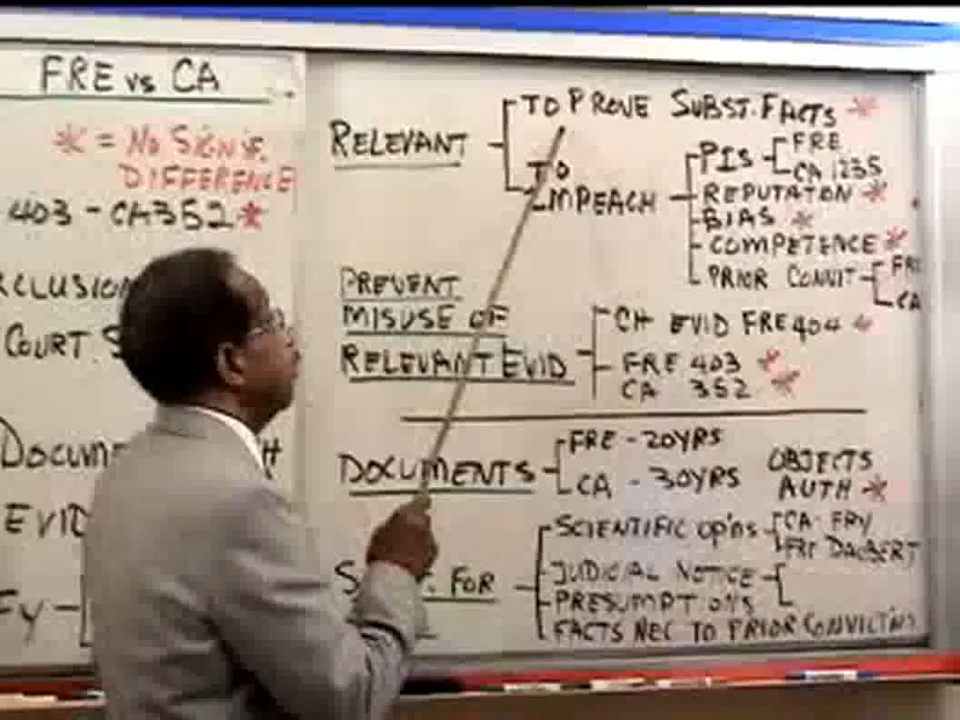 FRE vs CA
* = NO SIGNIF.
DIFFERENCE
403 - CA352*
COURT
EVID
RELEVANT
TO PROVE SUBST. FACTS *
TO
IMPEACH
PIS
FRE
CA 1235
REPUTATON *
BIAS *
COMPETENCE *
PRIOR CONVIT
CA
PREVENT
MISUSE OF
RELEVANT EVID
CH EVID FRE 404 *
FRE 403 *
CA 352 *
DOCUMENTS
FRE - 20YRS
CA - 30YRS
OBJECTS
AUTH *
FOR
SCIENTIFIC OP'NS
CA- FRY
FRE DAUBERT
JUDICIAL NOTICE
PRESUMPTIONS
FACTS NEC TO PRIOR